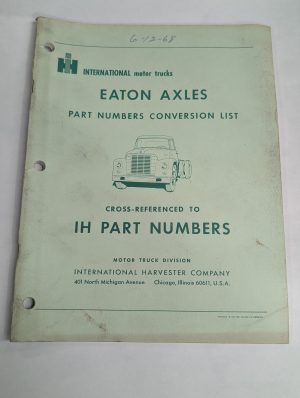 6-12-68
IH
INTERNATIONAL motor trucks
EATON AXLES
PART NUMBERS CONVERSION LIST
CROSS-REFERENCED TO
IH PART NUMBERS
MOTOR TRUCK DIVISION
INTERNATIONAL HARVESTER COMPANY
401 North Michigan Avenue Chicago, Illinois 60611, U.S.A.